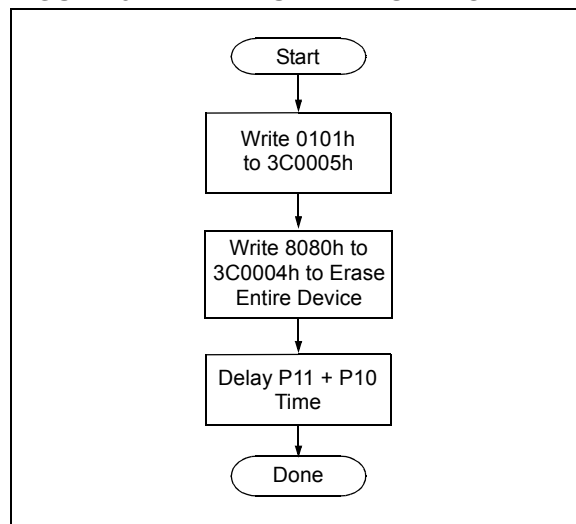 Start
Write 0101h
to 3C0005h
Write 8080h to
3C0004h to Erase
Entire Device
Delay P11 + P10
Time
Done